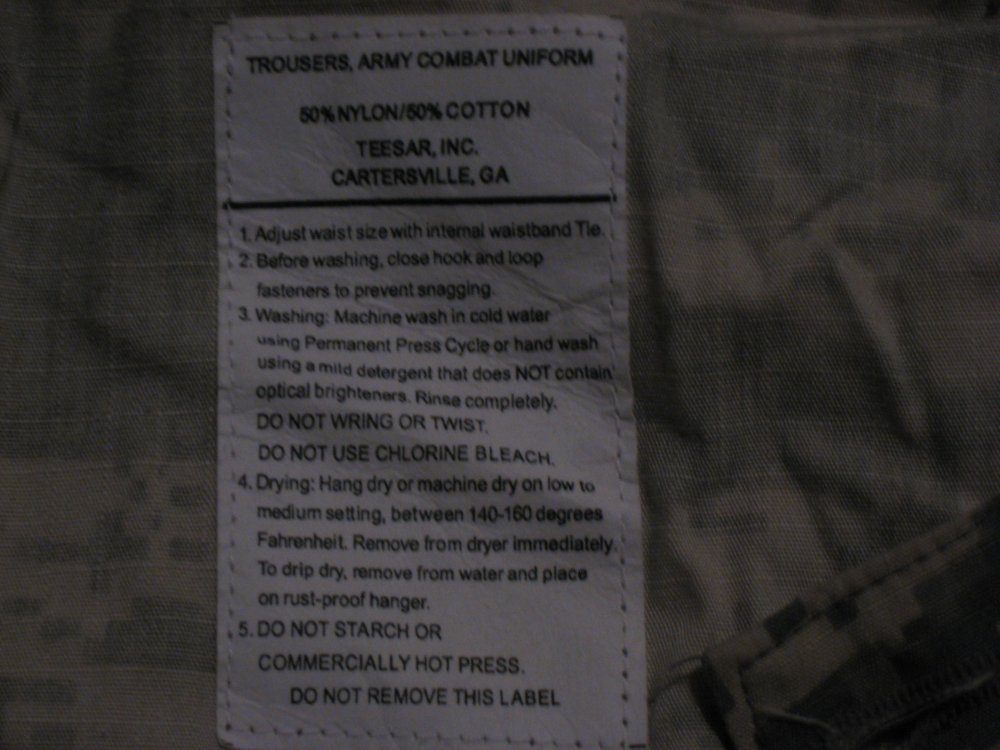 TROUSERS, ARMY COMBAT UNIFORM
50% NYLON/50% COTTON
TEESAR, INC.
CARTERSVILLE, GA
1. Adjust waist size with internal waistband Tie.
2. Before washing, close hook and loop
fasteners to prevent snagging.
3. Washing: Machine wash in cold water
using Permanent Press Cycle or hand wash
using a mild detergent that does NOT contain
optical brighteners. Rinse completely.
DO NOT WRING OR TWIST.
DO NOT USE CHLORINE BLEACH.
4. Drying: Hang dry or machine dry on low to
medium setting, between 140-160 degrees
Fahrenheit. Remove from dryer immediately.
To drip dry, remove from water and place
on rust-proof hanger.
5. DO NOT STARCH OR
COMMERCIALLY HOT PRESS.
DO NOT REMOVE THIS LABEL